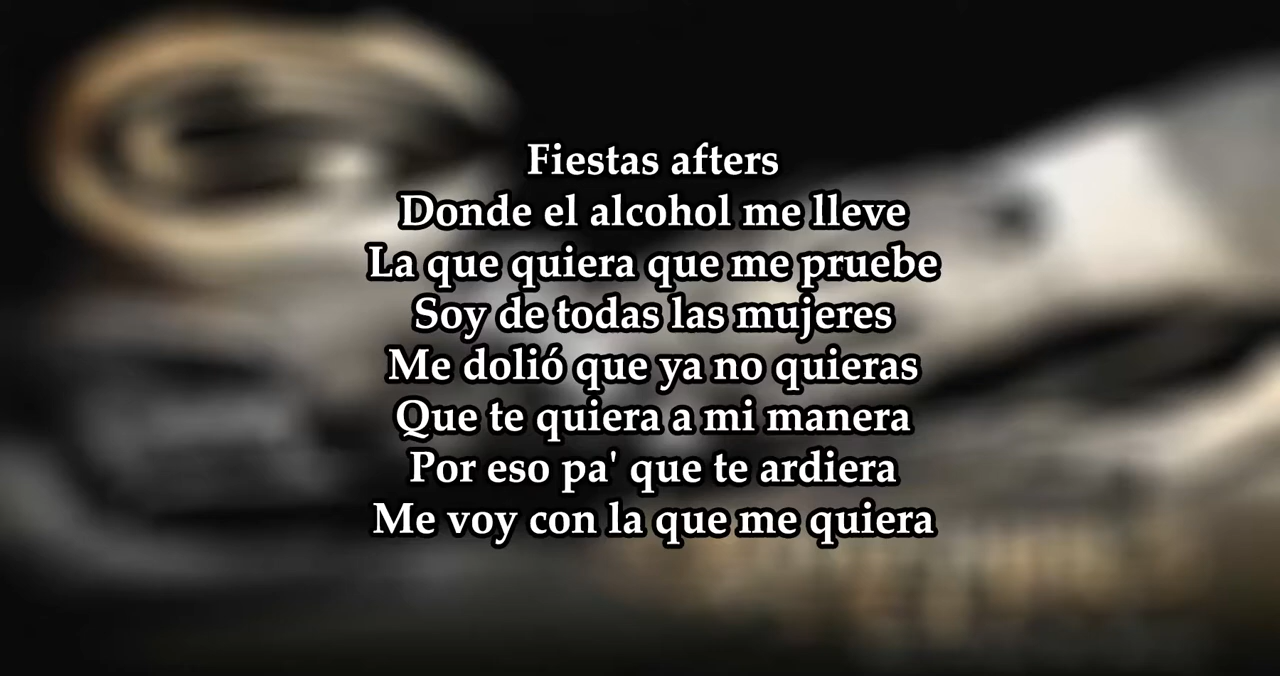 Fiestas afters
Donde el alcohol me lleve
La que quiera que me pruebe
Soy de todas las mujeres
Me dolió que ya no quieras
Que te quiera a mi manera
Por eso pa' que te ardiera
Me voy con la que me quiera